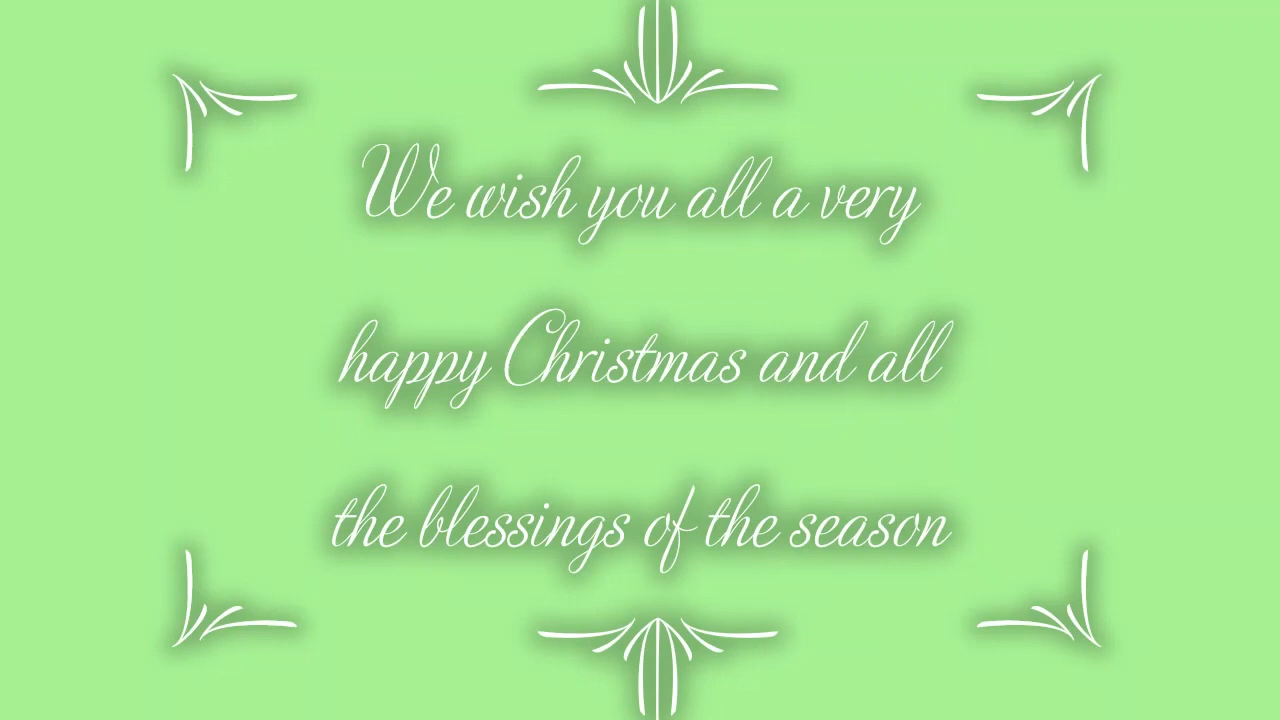 We wish you all a very
happy Christmas and all
the blessings of the season